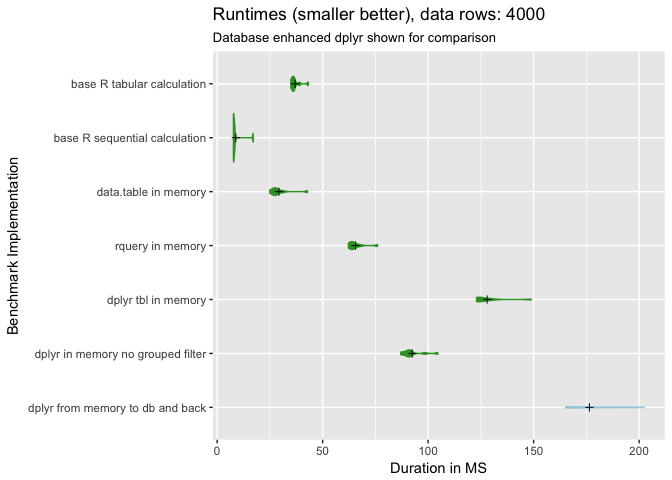 Runtimes (smaller better), data rows: 4000
Database enhanced dplyr shown for comparison
Benchmark Implementation
base R tabular calculation
base R sequential calculation
data.table in memory
rquery in memory
dplyr tbl in memory
dplyr in memory no grouped filter
dplyr from memory to db and back
0 50 100 150 200
Duration in MS